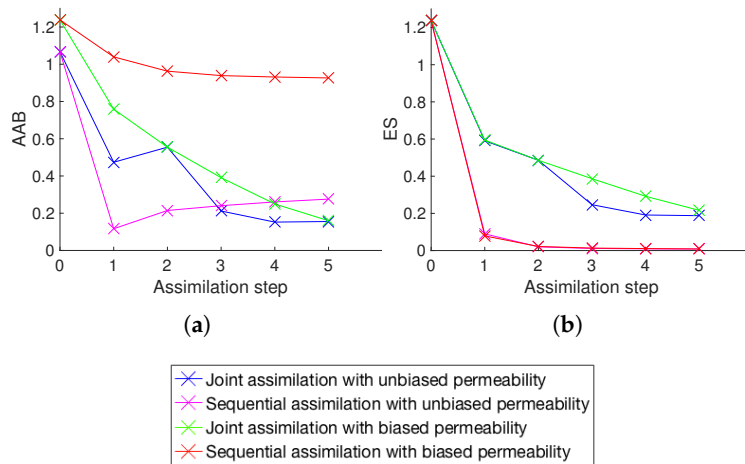 1.2
1
0.8
0.6
0.4
0.2
0
AAB
0 1 2 3 4 5
Assimilation step
(a)
1.2
1
0.8
0.6
0.4
0.2
0
ES
0 1 2 3 4 5
Assimilation step
(b)
Joint assimilation with unbiased permeability
Sequential assimilation with unbiased permeability
Joint assimilation with biased permeability
Sequential assimilation with biased permeability